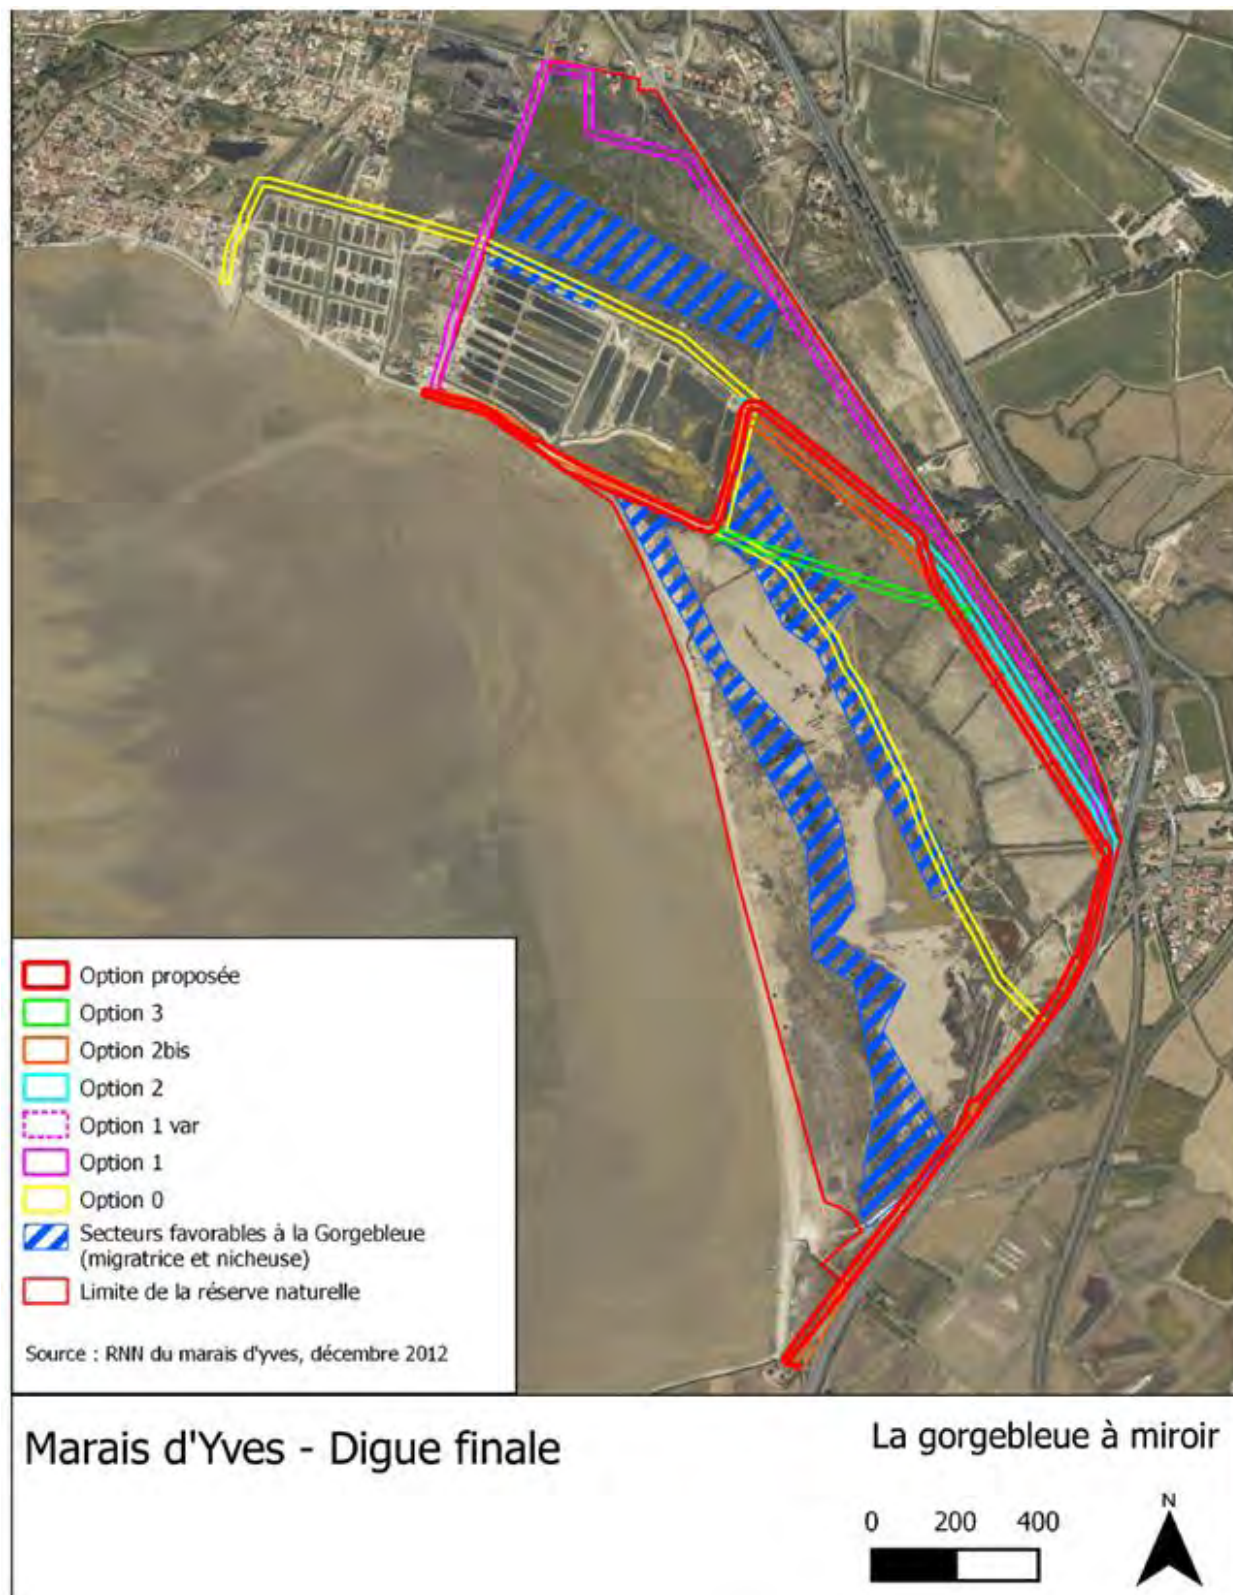 Option proposée
Option 3
Option 2bis
Option 2
Option 1 var
Option 1
Option 0
Secteurs favorables à la Gorgebleue
(migratrice et nicheuse)
Limite de la réserve naturelle
Source : RNN du marais d'yves, décembre 2012
Marais d'Yves - Digue finale
La gorgebleue à miroir
0 200 400
N